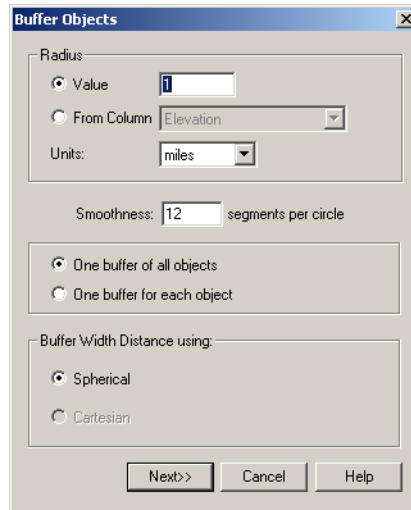 Buffer Objects
Radius
Value 1
From Column Elevation
Units: miles
Smoothness: 12 segments per circle
One buffer of all objects
One buffer for each object
Buffer Width Distance using:
Spherical
Cartesian
Next>> Cancel Help